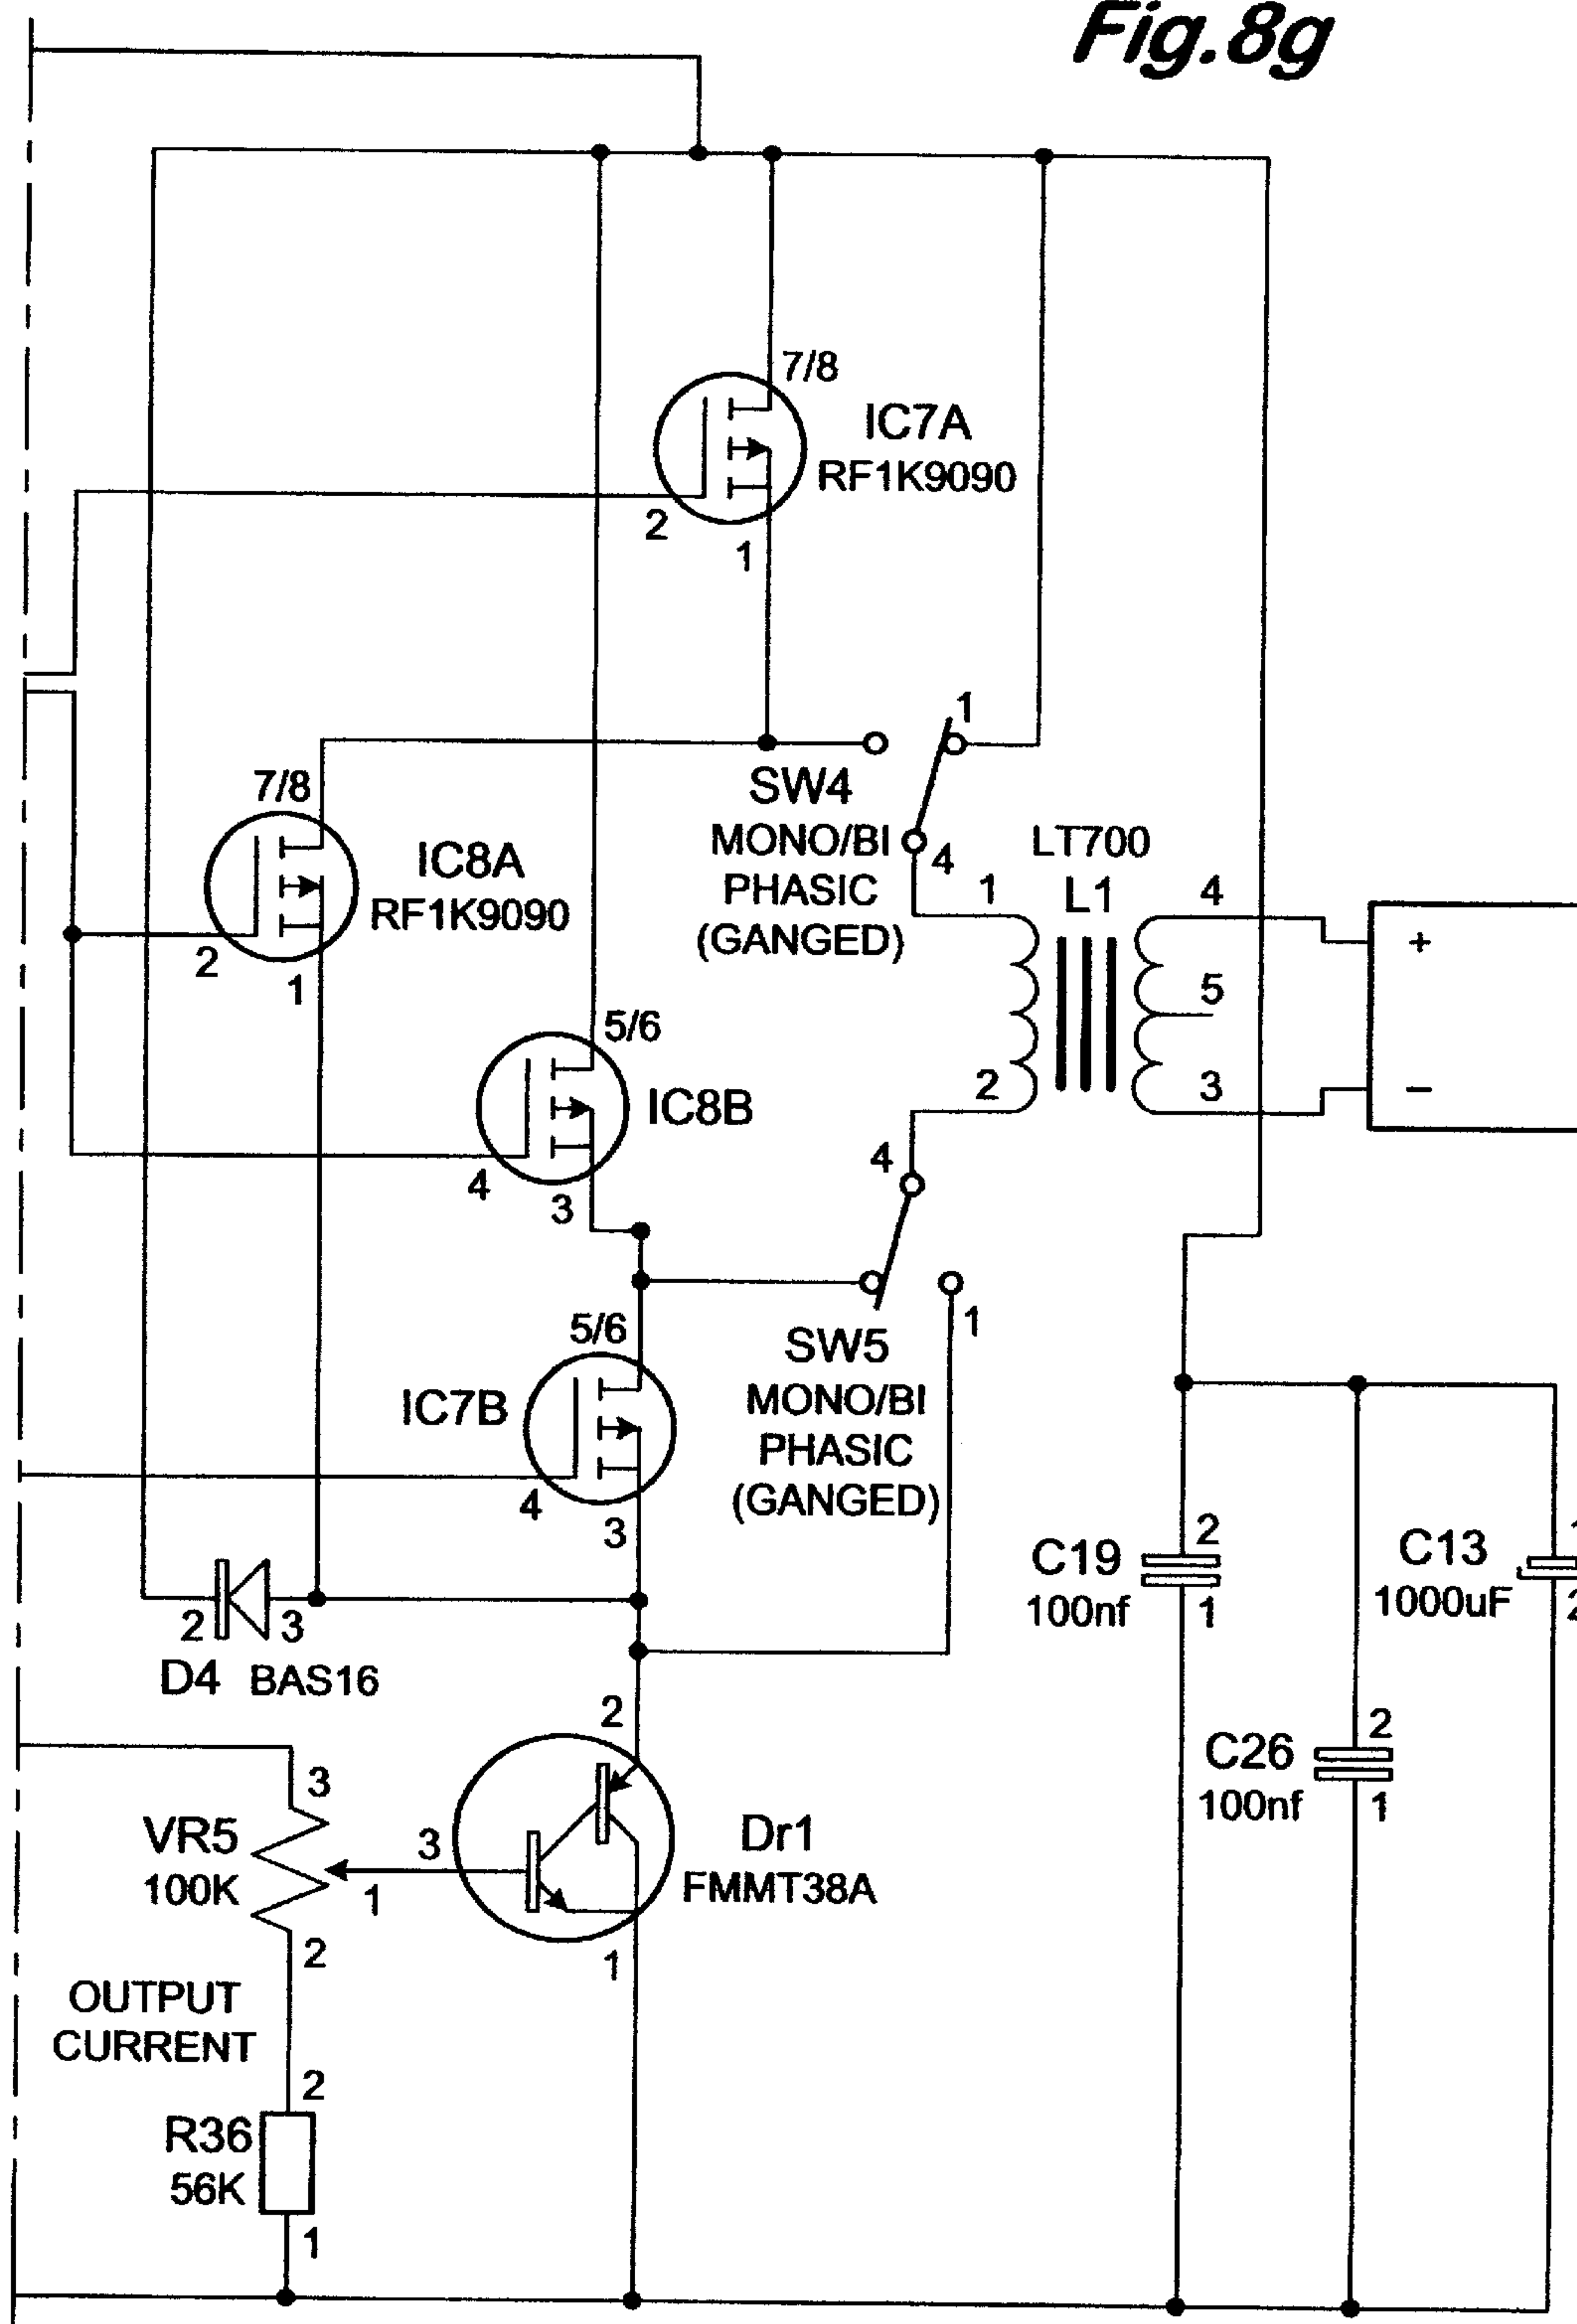 Fig.8g
7/8
IC7A
RF1K9090
2
1
1
7/8
SW4
MONO/BI
PHASIC
(GANGED)
4
IC8A
RF1K9090
2
1
LT700
L1
1
2
4
5
3
+
−
5/6
IC8B
4
3
4
1
SW5
MONO/BI
PHASIC
(GANGED)
5/6
IC7B
4
3
2
3
D4 BAS16
C19
100nf
2
1
C13
1000uF
C26
100nf
2
1
2
3
Dr1
FMMT38A
1
VR5
100K
3
1
2
OUTPUT
CURRENT
2
R36
56K
1